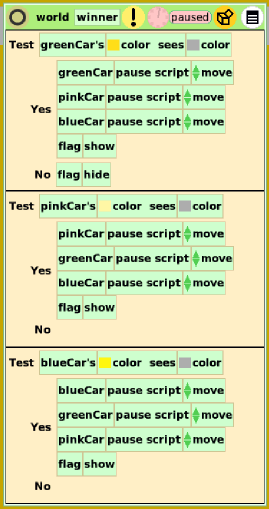 world winner ! paused
Test greenCar's color sees color
greenCar pause script move
Yes pinkCar pause script move
blueCar pause script move
flag show
No flag hide
Test pinkCar's color sees color
pinkCar pause script move
Yes greenCar pause script move
blueCar pause script move
flag show
No
Test blueCar's color sees color
blueCar pause script move
Yes greenCar pause script move
pinkCar pause script move
flag show
No